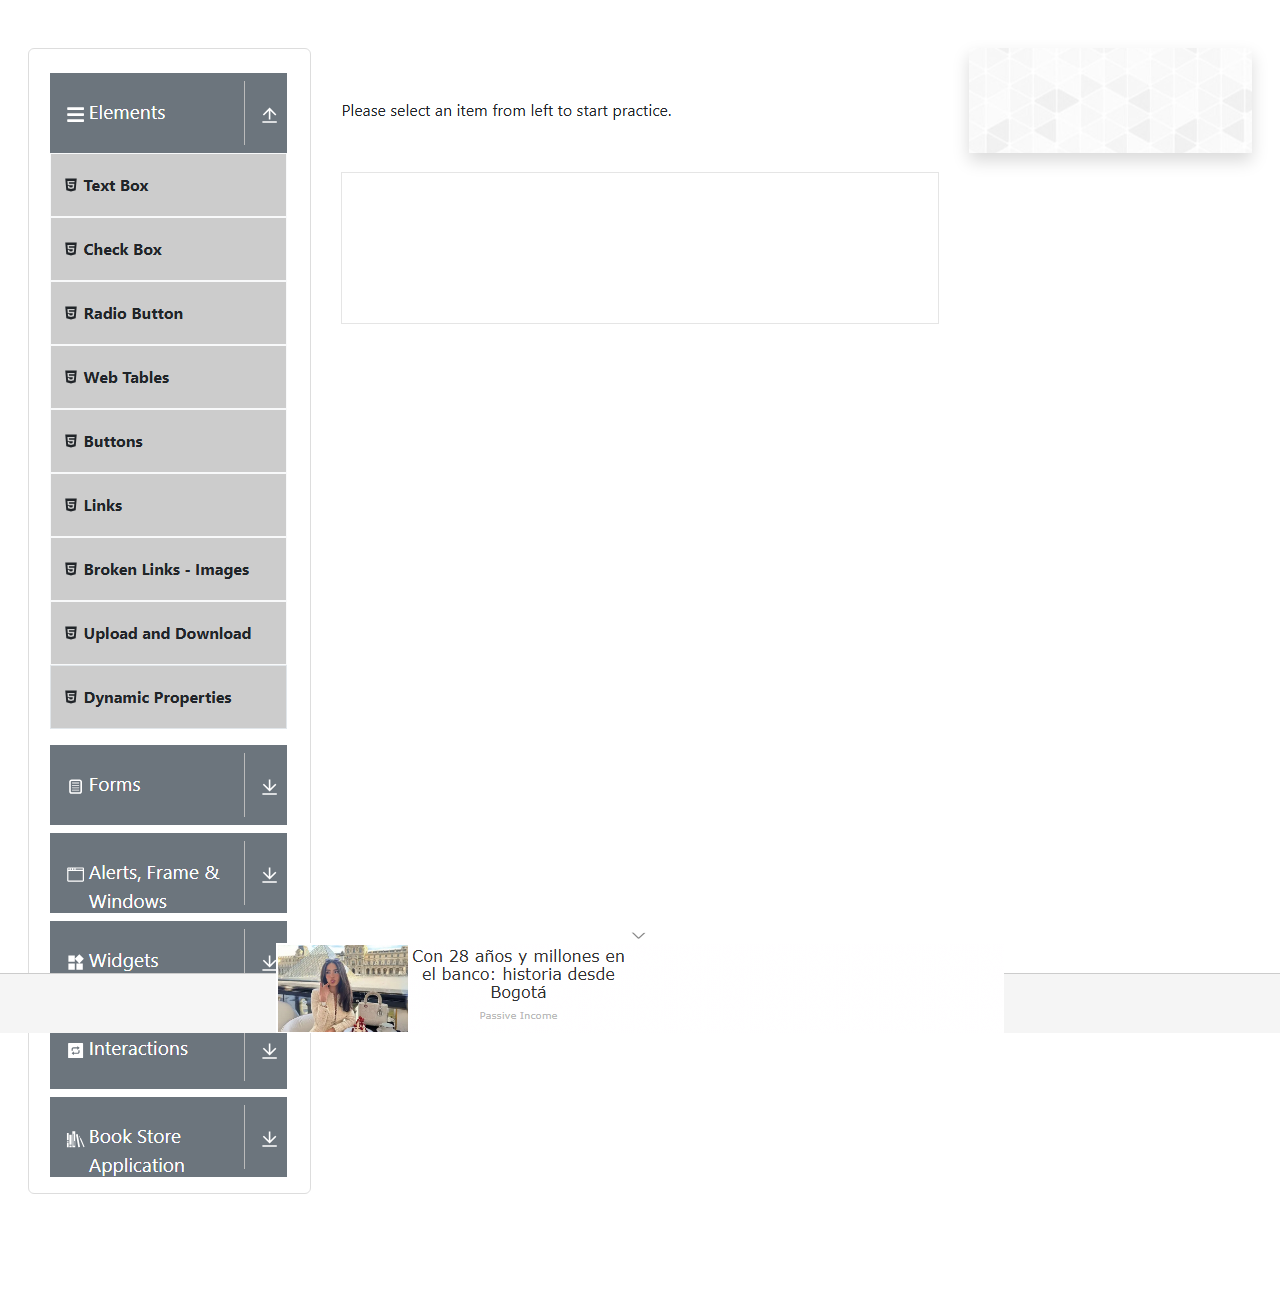 Elements
Text Box
Check Box
Radio Button
Web Tables
Buttons
Links
Broken Links - Images
Upload and Download
Dynamic Properties
Forms
Alerts, Frame &
Windows
Widgets
Interactions
Book Store
Application
Please select an item from left to start practice.
Con 28 años y millones en
el banco: historia desde
Bogotá
Passive Income